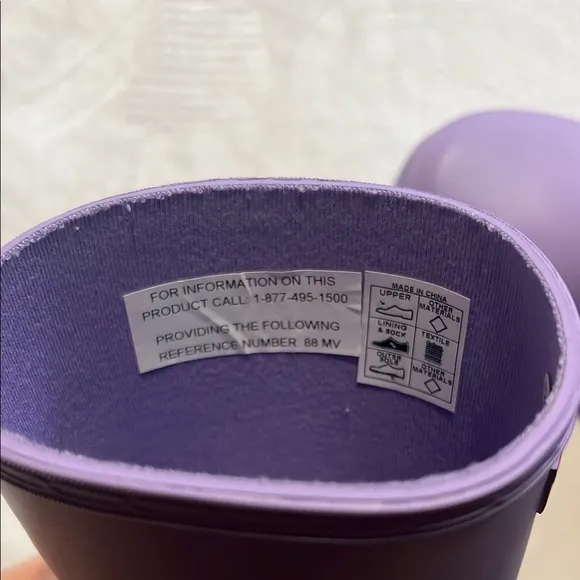 FOR INFORMATION ON THIS
PRODUCT CALL: 1-877-495-1500
PROVIDING THE FOLLOWING
REFERENCE NUMBER: 88 MV
MADE IN CHINA
UPPER
OTHER
MATERIALS
LINING
& SOCK
TEXTILE
OUTER
SOLE
OTHER
MATERIALS